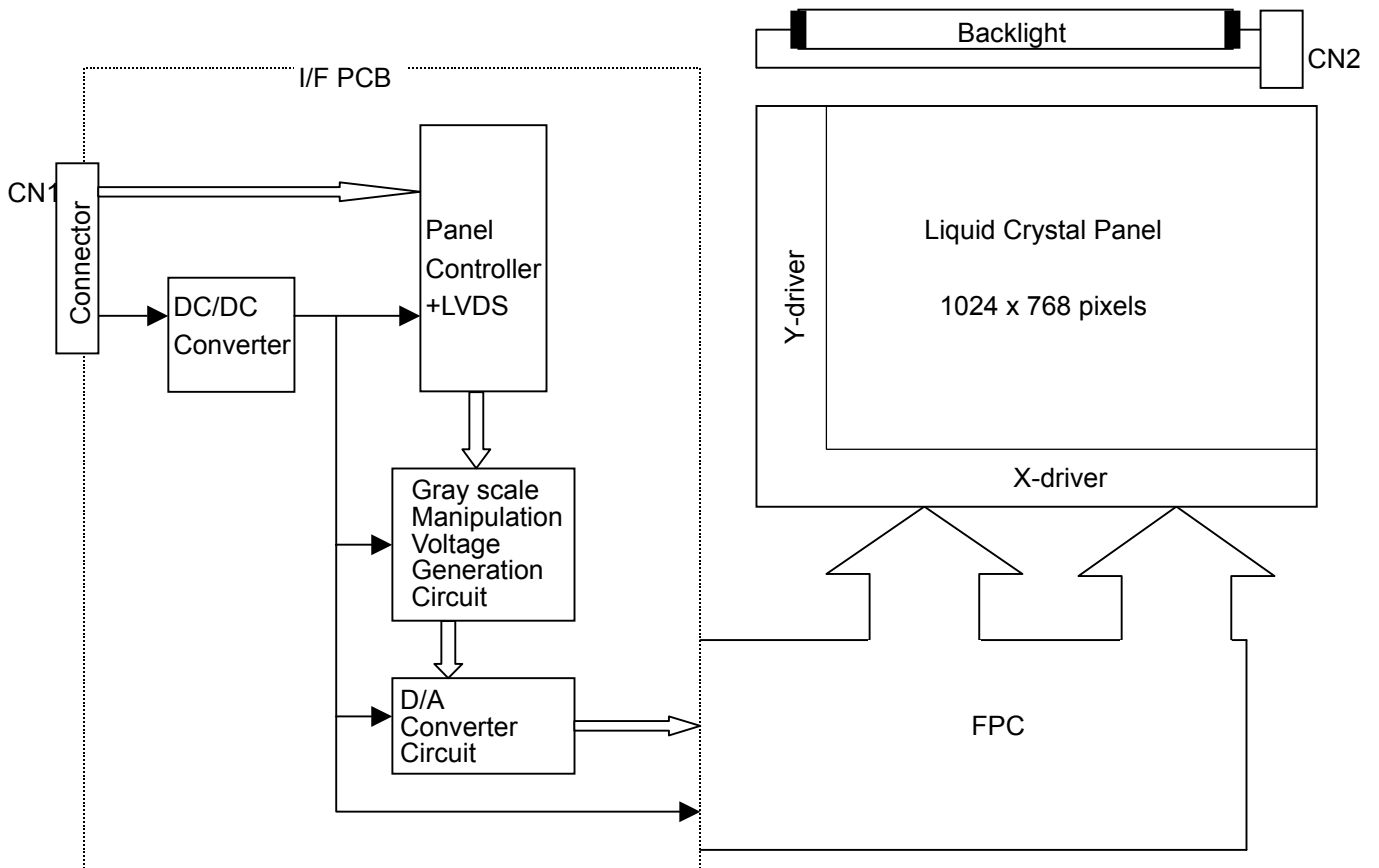 Backlight
CN2
I/F PCB
CN1
Connector
Panel
Controller
+LVDS
DC/DC
Converter
Gray scale
Manipulation
Voltage
Generation
Circuit
D/A
Converter
Circuit
Y-driver
Liquid Crystal Panel
1024 x 768 pixels
X-driver
FPC